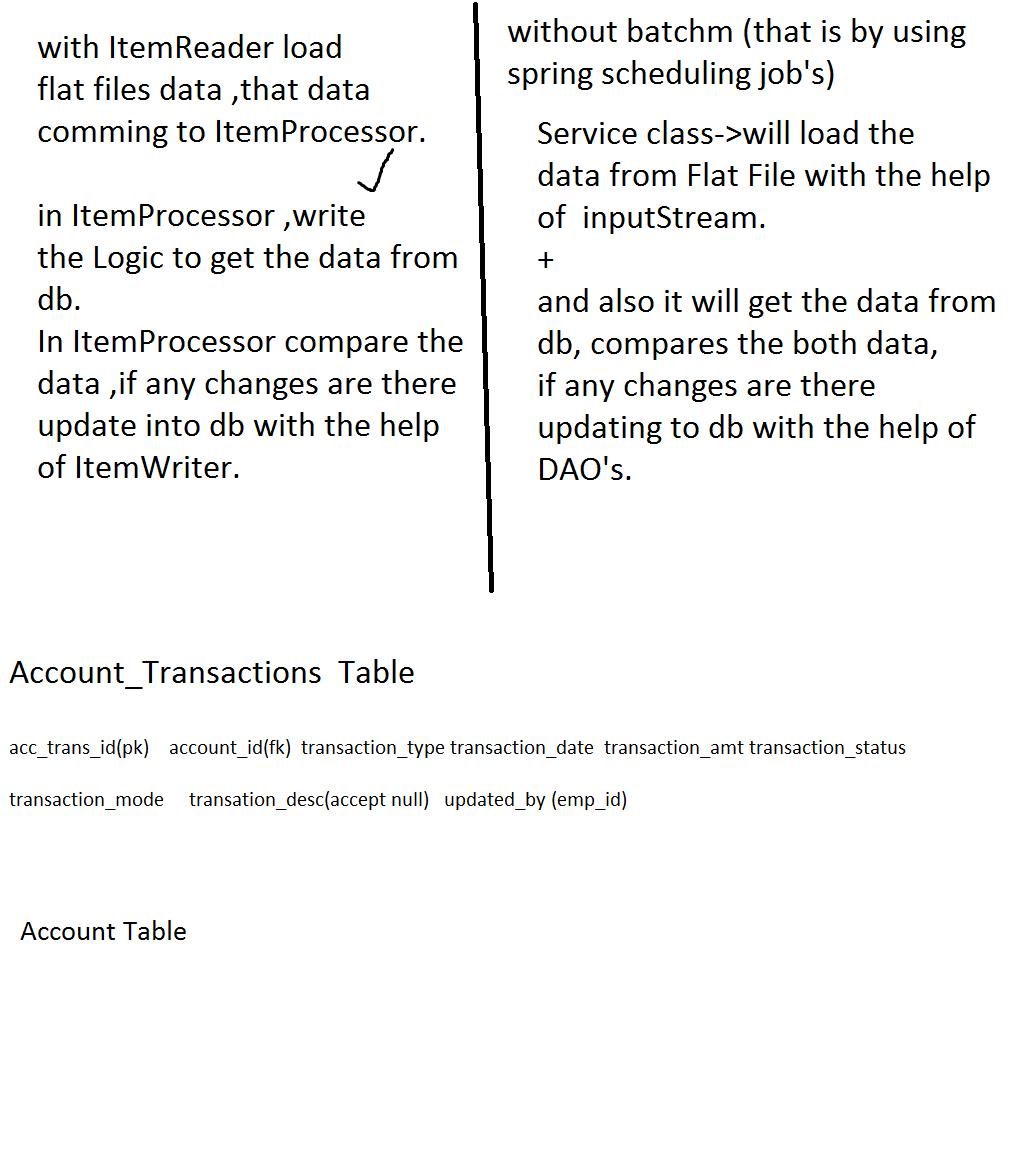 with ItemReader load
flat files data ,that data
comming to ItemProcessor.
in ItemProcessor ,write
the Logic to get the data from
db.
In ItemProcessor compare the
data ,if any changes are there
update into db with the help
of ItemWriter.
without batchm (that is by using
spring scheduling job's)
Service class->will load the
data from Flat File with the help
of  inputStream.
+
and also it will get the data from
db, compares the both data,
if any changes are there
updating to db with the help of
DAO's.
Account_Transactions  Table
acc_trans_id(pk)    account_id(fk)  transaction_type transaction_date  transaction_amt transaction_status
transaction_mode     transation_desc(accept null)   updated_by (emp_id)
Account Table